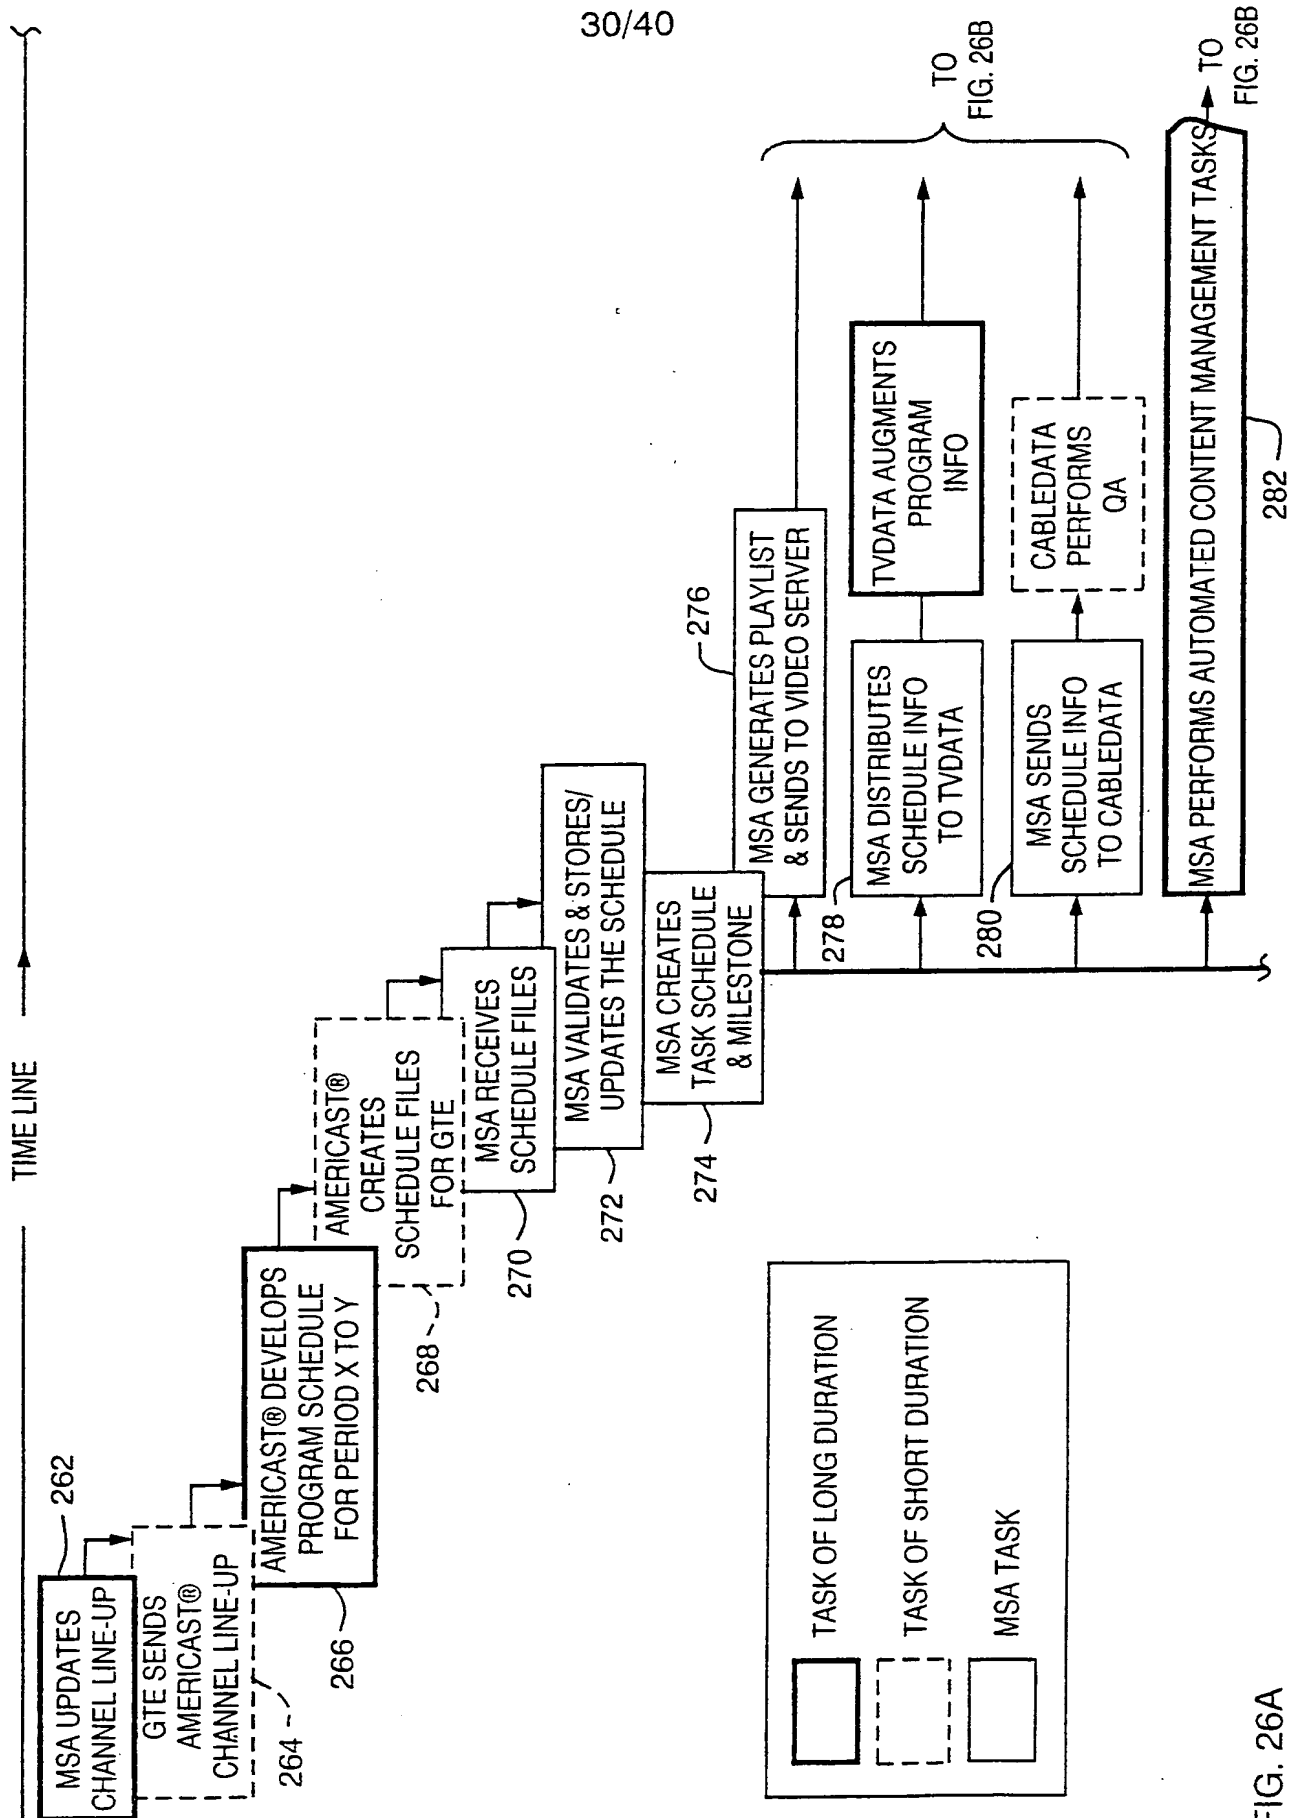 30/40
TIME LINE
MSA UPDATES
CHANNEL LINE-UP
262
GTE SENDS
AMERICAST®
CHANNEL LINE-UP
264
AMERICAST® DEVELOPS
PROGRAM SCHEDULE
FOR PERIOD X TO Y
266
AMERICAST®
CREATES
SCHEDULE FILES
FOR GTE
268
MSA RECEIVES
SCHEDULE FILES
270
MSA VALIDATES & STORES/
UPDATES THE SCHEDULE
272
MSA CREATES
TASK SCHEDULE
& MILESTONE
274
276
MSA GENERATES PLAYLIST
& SENDS TO VIDEO SERVER
278
MSA DISTRIBUTES
SCHEDULE INFO
TO TVDATA
TVDATA AUGMENTS
PROGRAM
INFO
280
MSA SENDS
SCHEDULE INFO
TO CABLEDATA
CABLEDATA
PERFORMS
QA
TO
FIG. 26B
MSA PERFORMS AUTOMATED CONTENT MANAGEMENT TASKS
282
TO
FIG. 26B
TASK OF LONG DURATION
TASK OF SHORT DURATION
MSA TASK
FIG. 26A